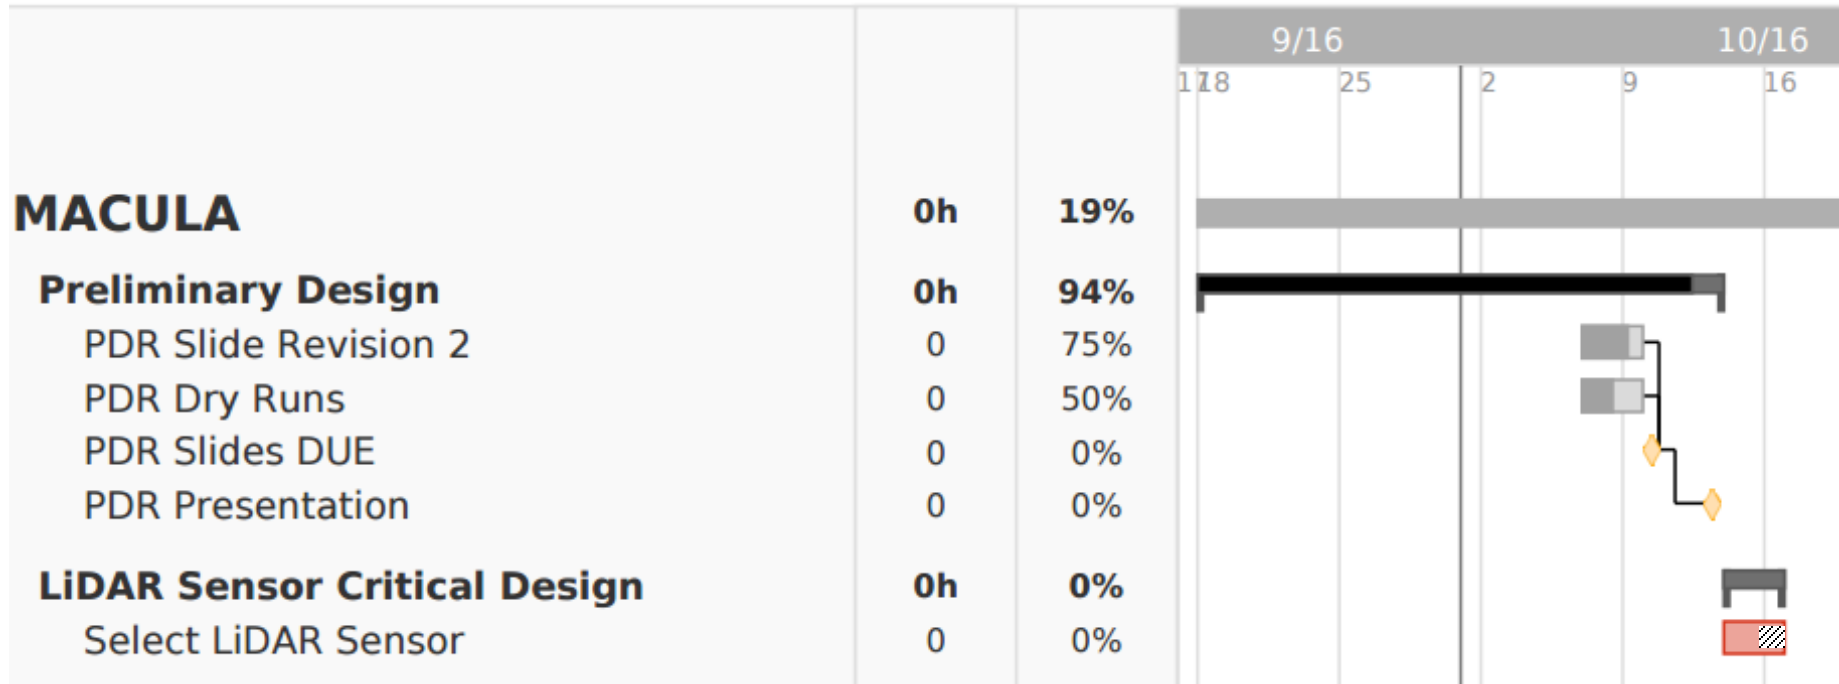 9/16 10/16
17 18 25 2 9 16
MACULA 0h 19%
Preliminary Design 0h 94%
PDR Slide Revision 2 0 75%
PDR Dry Runs 0 50%
PDR Slides DUE 0 0%
PDR Presentation 0 0%
LiDAR Sensor Critical Design 0h 0%
Select LiDAR Sensor 0 0%